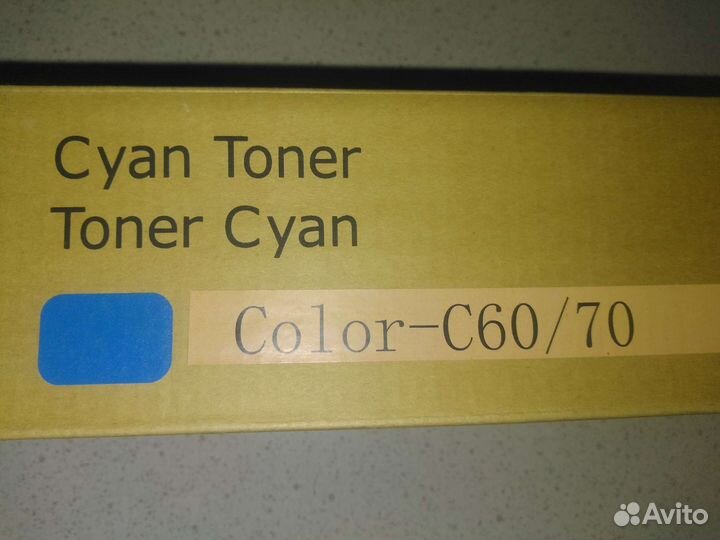 Cyan Toner
Toner Cyan
Color-C60/70
Avito